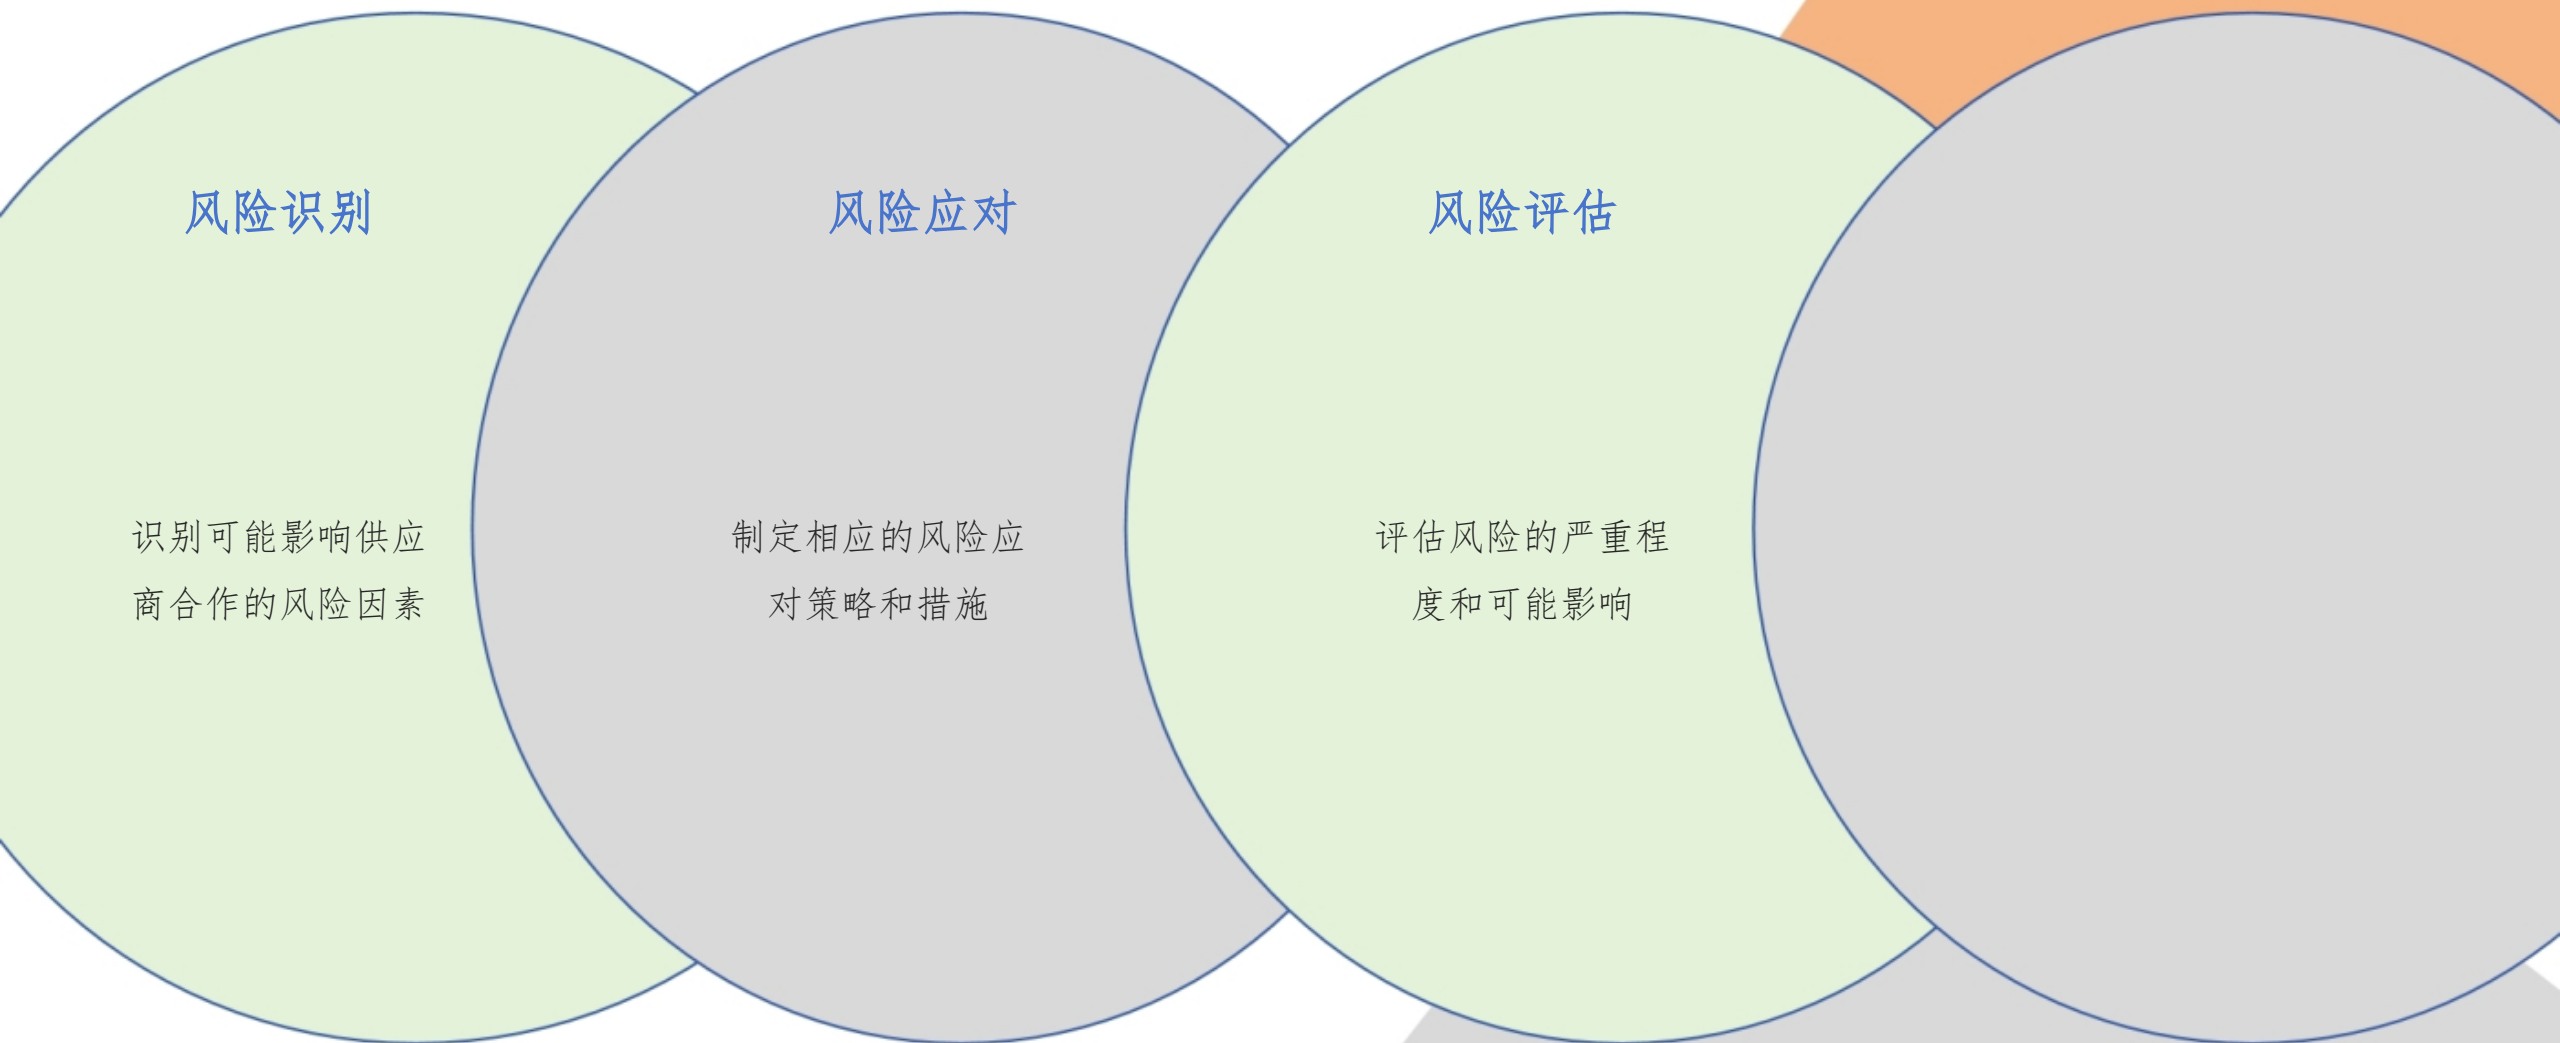 风险识别
识别可能影响供应
商合作的风险因素
风险应对
制定相应的风险应
对策略和措施
风险评估
评估风险的严重程
度和可能影响